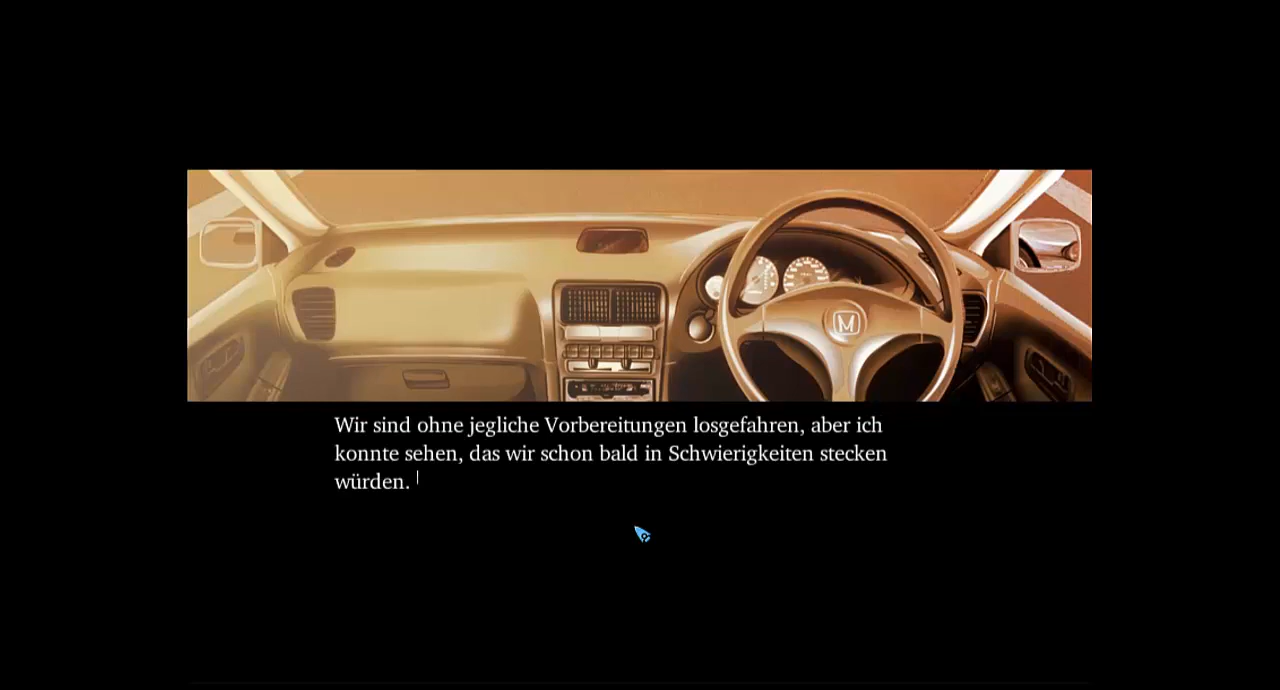 Wir sind ohne jegliche Vorbereitungen losgefahren, aber ich
konnte sehen, das wir schon bald in Schwierigkeiten stecken
würden.